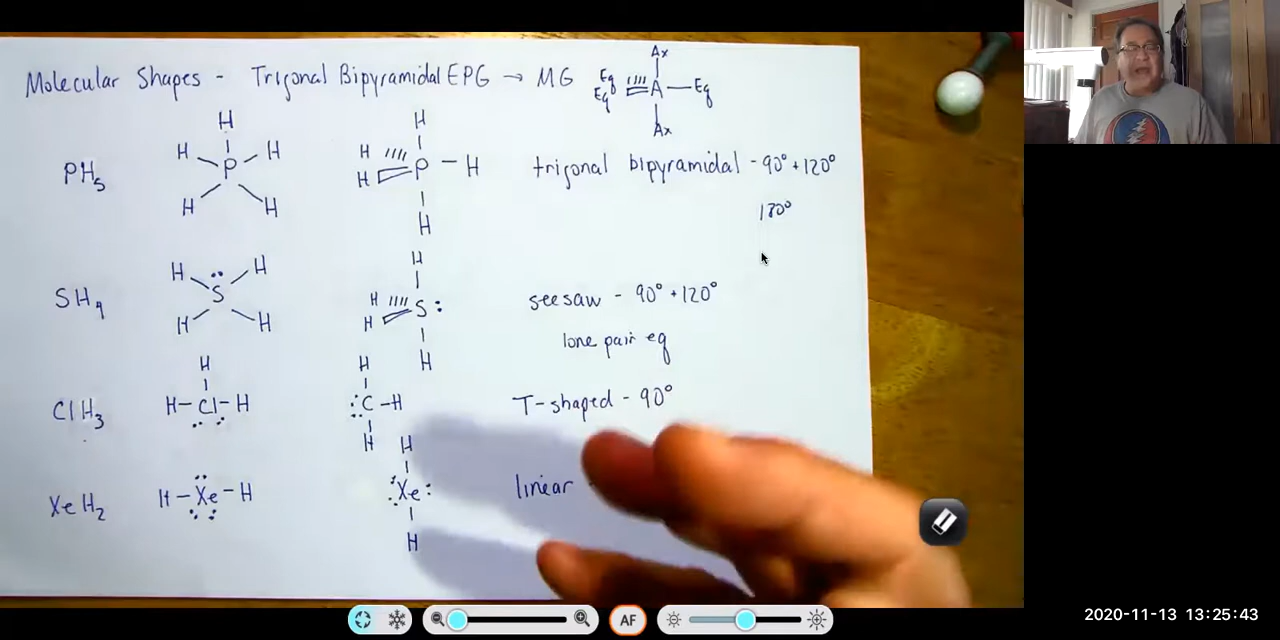 Molecular Shapes - Trigonal Bipyramidal EPG → MG
Ax
Eq
Eq A Eq
Ax
PH5
H
H P H
H H
H
H P H
H
H
trigonal bipyramidal - 90° + 120°
180°
SH4
H S H
H H
H
H S :
H
H
seesaw - 90° + 120°
lone pair eq
ClH3
H
H - Cl - H
H
: C - H
H
T-shaped - 90°
XeH2
H - Xe - H
H
Xe :
H
linear
AF
2020-11-13 13:25:43